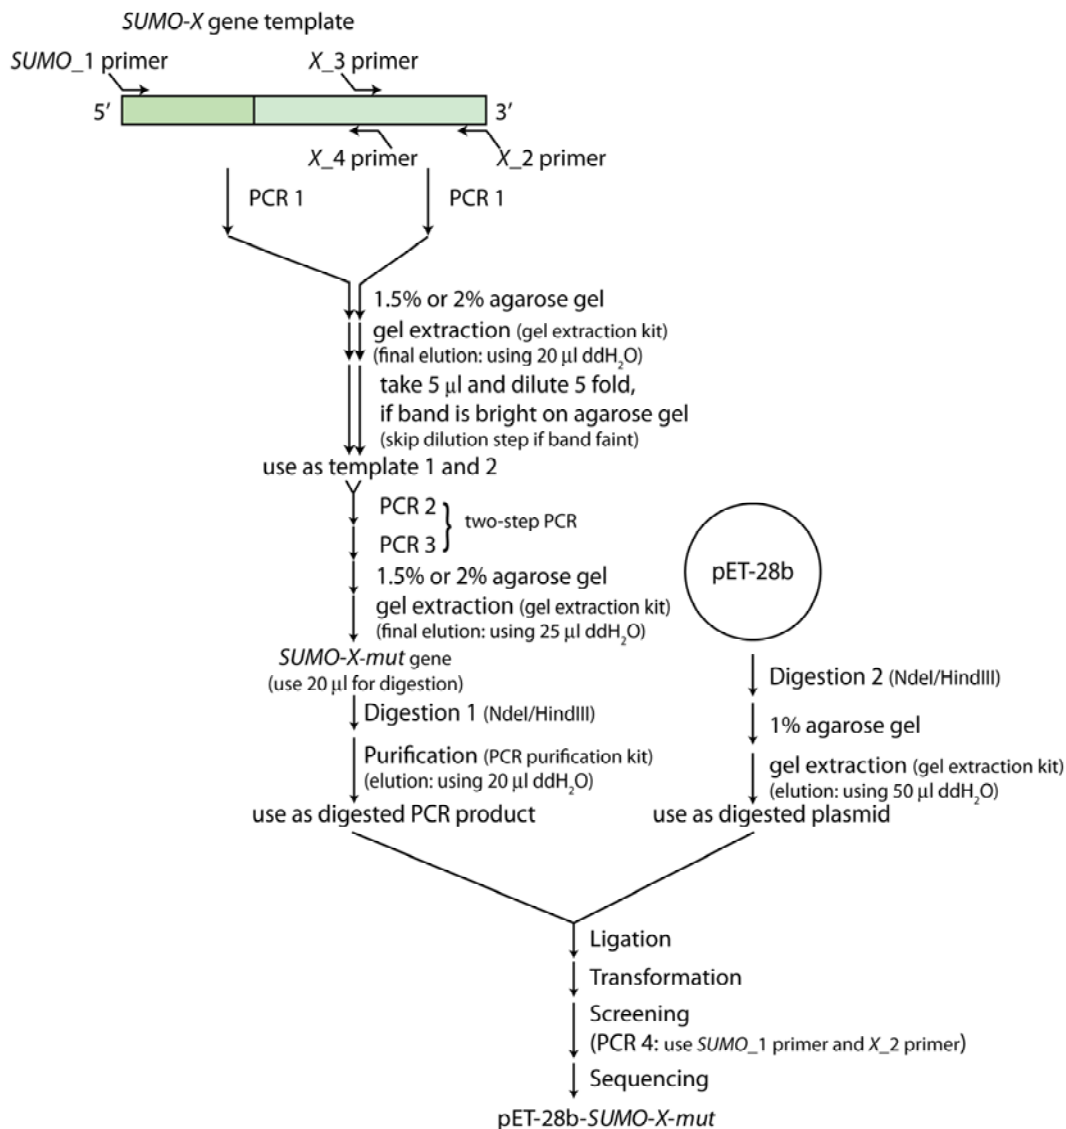 SUMO-X gene template
SUMO_1 primer
X_3 primer
5′
3′
X_4 primer
X_2 primer
PCR 1
PCR 1
1.5% or 2% agarose gel
gel extraction (gel extraction kit)
(final elution: using 20 μl ddH₂O)
take 5 μl and dilute 5 fold,
if band is bright on agarose gel
(skip dilution step if band faint)
use as template 1 and 2
PCR 2
PCR 3
two-step PCR
1.5% or 2% agarose gel
gel extraction (gel extraction kit)
(final elution: using 25 μl ddH₂O)
SUMO-X-mut gene
(use 20 μl for digestion)
Digestion 1 (NdeI/HindIII)
Purification (PCR purification kit)
(elution: using 20 μl ddH₂O)
use as digested PCR product
pET-28b
Digestion 2 (NdeI/HindIII)
1% agarose gel
gel extraction (gel extraction kit)
(elution: using 50 μl ddH₂O)
use as digested plasmid
Ligation
Transformation
Screening
(PCR 4: use SUMO_1 primer and X_2 primer)
Sequencing
pET-28b-SUMO-X-mut